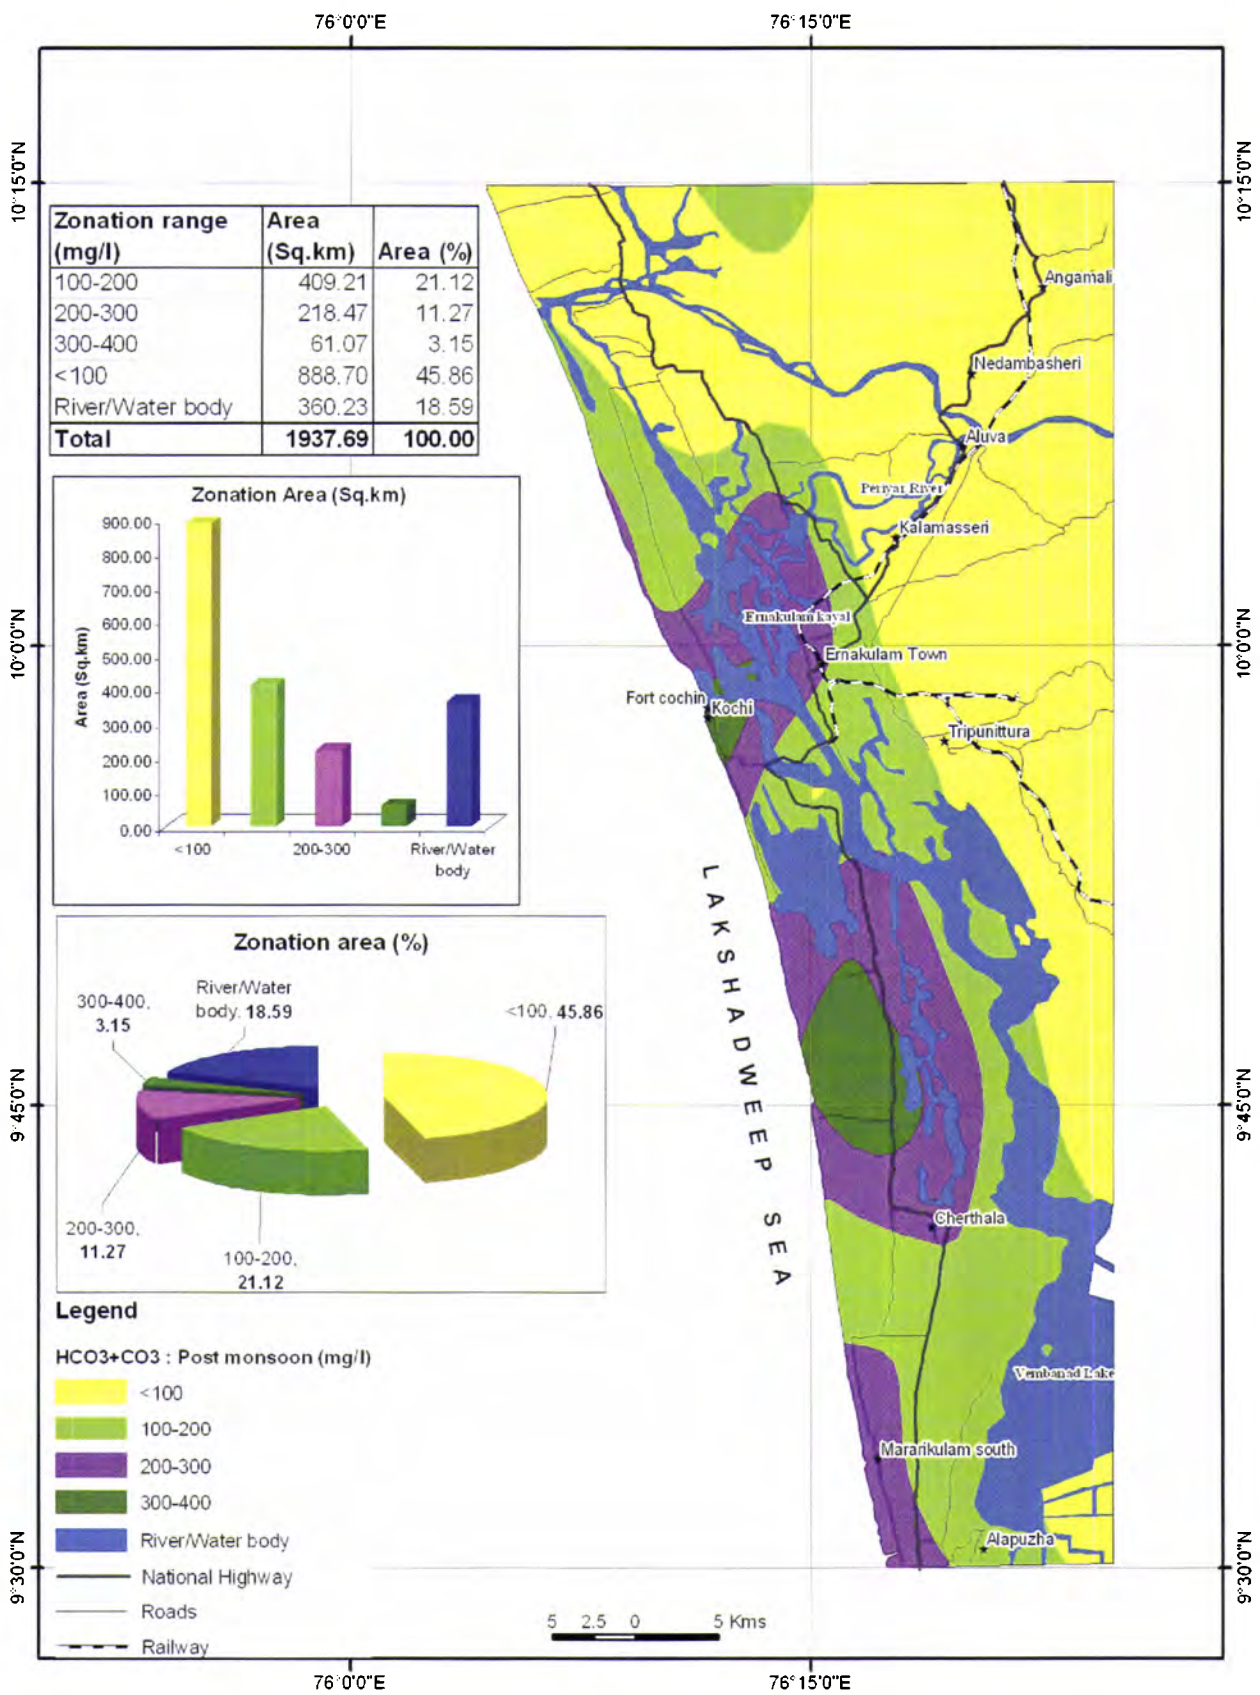 76°0'0"E 76°15'0"E
10°15'0"N 10°15'0"N
Zonation range (mg/l) Area (Sq.km) Area (%)
100-200 409.21 21.12
200-300 218.47 11.27
300-400 61.07 3.15
<100 888.70 45.86
River/Water body 360.23 18.59
Total 1937.69 100.00
Zonation Area (Sq.km)
Area (Sq.km)
900.00
800.00
700.00
600.00
500.00
400.00
300.00
200.00
100.00
0.00
<100 200-300 River/Water body
Zonation area (%)
River/Water
body, 18.59
300-400,
3.15
<100, 45.86
200-300,
11.27
100-200,
21.12
Angamali
Nedambasheri
Aluva
Periyar River
Kalamasseri
Ernakulam kayal
Ernakulam Town
10°0'0"N 10°0'0"N
Fort cochin
Kochi
Tripunittura
LAKSHADWEEP SEA
9°45'0"N 9°45'0"N
Cherthala
Vembanad Lake
Mararikulam south
Alapuzha
9°30'0"N 9°30'0"N
Legend
HCO3+CO3 : Post monsoon (mg/l)
<100
100-200
200-300
300-400
River/Water body
National Highway
Roads
Railway
5 2.5 0 5 Kms
76°0'0"E 76°15'0"E